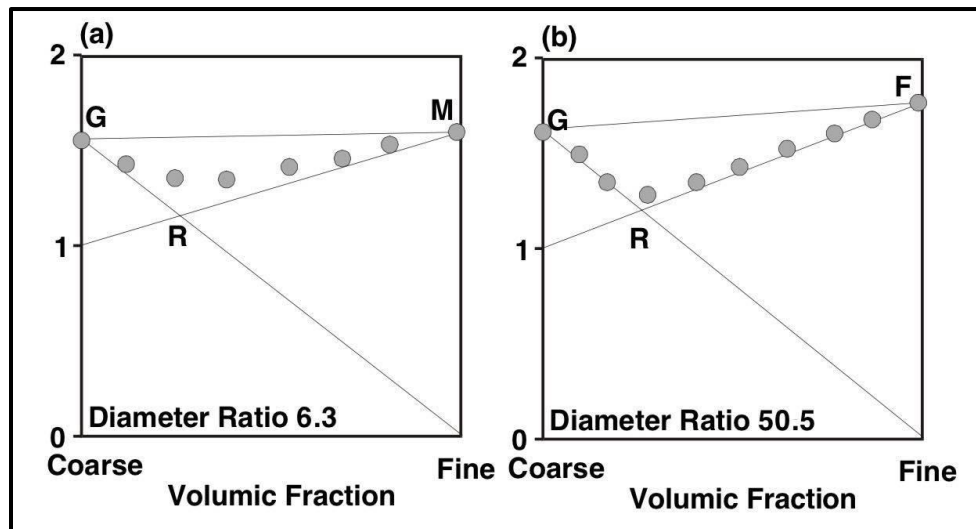 (a)
2
G
M
1
R
Diameter Ratio 6.3
0
Coarse
Fine
Volumic Fraction
(b)
2
F
G
1
R
Diameter Ratio 50.5
0
Coarse
Fine
Volumic Fraction